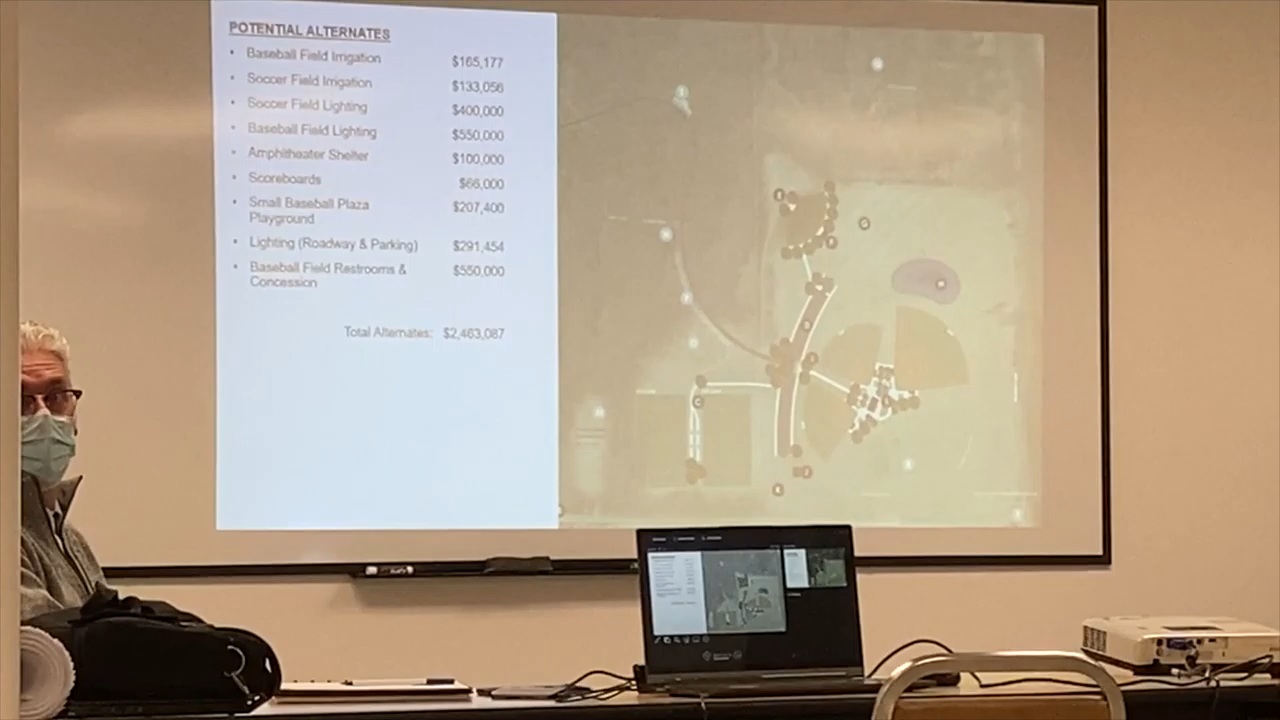 POTENTIAL ALTERNATES
• Baseball Field Irrigation $165,177
• Soccer Field Irrigation $133,056
• Soccer Field Lighting $400,000
• Baseball Field Lighting $550,000
• Amphitheater Shelter $100,000
• Scoreboards $66,000
• Small Baseball Plaza $207,400
Playground
• Lighting (Roadway & Parking) $291,454
• Baseball Field Restrooms & $550,000
Concession
Total Alternates: $2,463,087